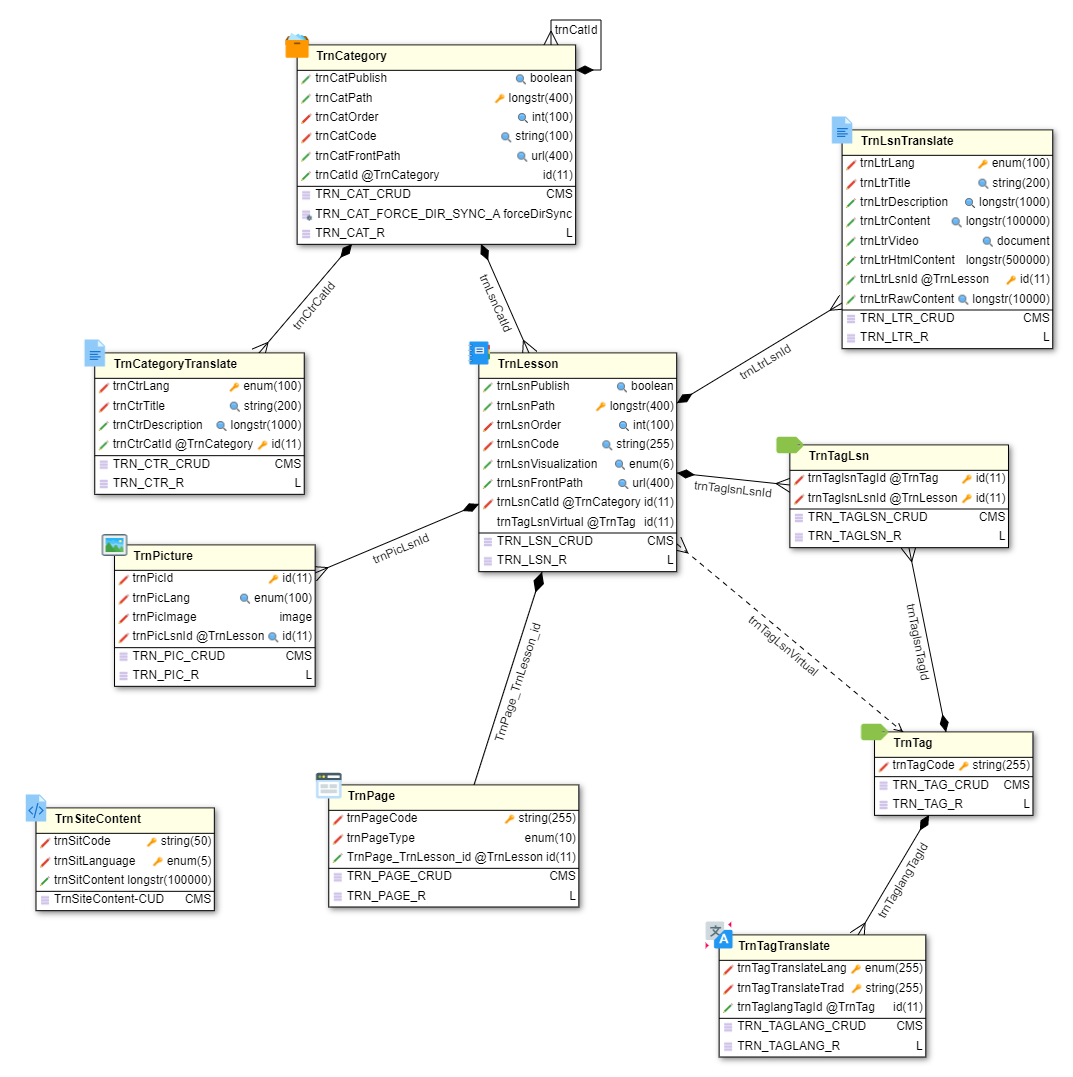 trnCatId
TrnCategory
trnCatPublish boolean
trnCatPath longstr(400)
trnCatOrder int(100)
trnCatCode string(100)
trnCatFrontPath url(400)
trnCatId @TrnCategory id(11)
TRN_CAT_CRUD CMS
TRN_CAT_FORCE_DIR_SYNC_A forceDirSync
TRN_CAT_R L
TrnLsnTranslate
trnLtrLang enum(100)
trnLtrTitle string(200)
trnLtrDescription longstr(1000)
trnLtrContent longstr(100000)
trnLtrVideo document
trnLtrHtmlContent longstr(500000)
trnLtrLsnId @TrnLesson id(11)
trnLtrRawContent longstr(10000)
TRN_LTR_CRUD CMS
TRN_LTR_R L
trnCtrCatId
trnLsnCatId
trnLtrLsnId
TrnCategoryTranslate
trnCtrLang enum(100)
trnCtrTitle string(200)
trnCtrDescription longstr(1000)
trnCtrCatId @TrnCategory id(11)
TRN_CTR_CRUD CMS
TRN_CTR_R L
TrnLesson
trnLsnPublish boolean
trnLsnPath longstr(400)
trnLsnOrder int(100)
trnLsnCode string(255)
trnLsnVisualization enum(6)
trnLsnFrontPath url(400)
trnLsnCatId @TrnCategory id(11)
trnTagLsnVirtual @TrnTag id(11)
TRN_LSN_CRUD CMS
TRN_LSN_R L
trnTaglsnLsnId
TrnTagLsn
trnTaglsnTagId @TrnTag id(11)
trnTaglsnLsnId @TrnLesson id(11)
TRN_TAGLSN_CRUD CMS
TRN_TAGLSN_R L
trnPicLsnId
TrnPicture
trnPicId id(11)
trnPicLang enum(100)
trnPicImage image
trnPicLsnId @TrnLesson id(11)
TRN_PIC_CRUD CMS
TRN_PIC_R L
TrnPage_TrnLesson_id
trnTagLsnVirtual
trnTaglsnTagId
TrnTag
trnTagCode string(255)
TRN_TAG_CRUD CMS
TRN_TAG_R L
TrnPage
trnPageCode string(255)
trnPageType enum(10)
TrnPage_TrnLesson_id @TrnLesson id(11)
TRN_PAGE_CRUD CMS
TRN_PAGE_R L
TrnSiteContent
trnSitCode string(50)
trnSitLanguage enum(5)
trnSitContent longstr(100000)
TrnSiteContent-CUD CMS
trnTaglangTagId
文 A
TrnTagTranslate
trnTagTranslateLang enum(255)
trnTagTranslateTrad string(255)
trnTaglangTagId @TrnTag id(11)
TRN_TAGLANG_CRUD CMS
TRN_TAGLANG_R L